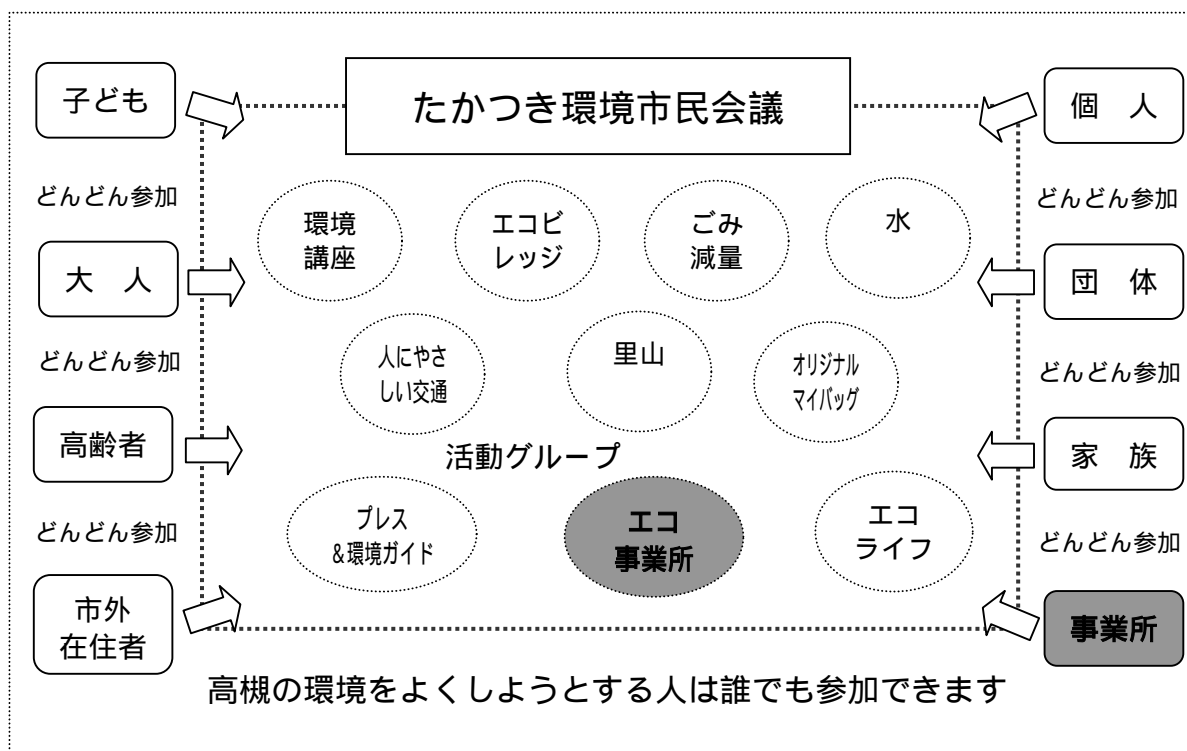 たかつき環境市民会議
子ども
どんどん参加
大　人
どんどん参加
高齢者
どんどん参加
市外
在住者
環境
講座
エコビ
レッジ
ごみ
減量
水
人にやさ
しい交通
里山
オリジナル
マイバッグ
活動グループ
プレス
&環境ガイド
エコ
事業所
エコ
ライフ
個　人
どんどん参加
団　体
どんどん参加
家　族
どんどん参加
事業所
高槻の環境をよくしようとする人は誰でも参加できます